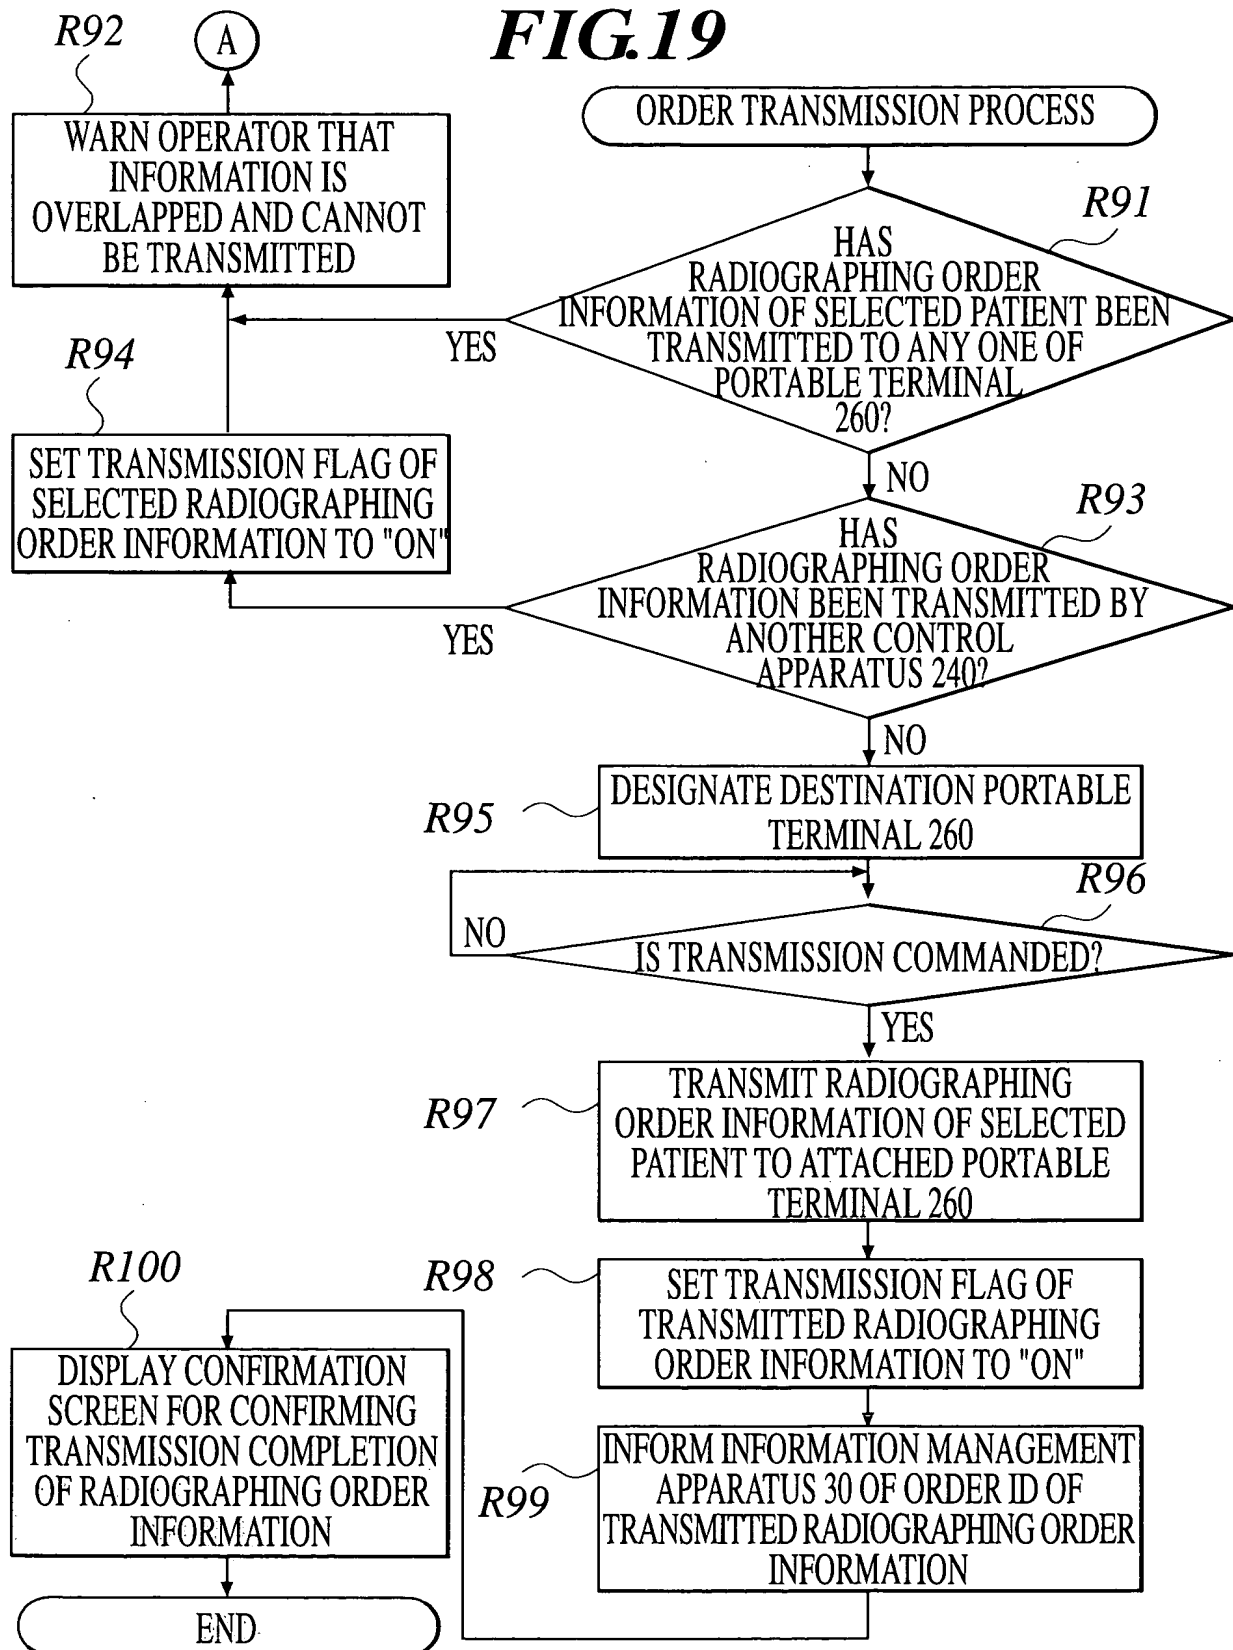 FIG.19
R92
A
WARN OPERATOR THAT
INFORMATION IS
OVERLAPPED AND CANNOT
BE TRANSMITTED
ORDER TRANSMISSION PROCESS
R91
HAS
RADIOGRAPHING ORDER
INFORMATION OF SELECTED PATIENT BEEN
TRANSMITTED TO ANY ONE OF
PORTABLE TERMINAL
260?
YES
NO
R94
SET TRANSMISSION FLAG OF
SELECTED RADIOGRAPHING
ORDER INFORMATION TO "ON"
R93
HAS
RADIOGRAPHING ORDER
INFORMATION BEEN TRANSMITTED BY
ANOTHER CONTROL
APPARATUS 240?
YES
NO
R95
DESIGNATE DESTINATION PORTABLE
TERMINAL 260
R96
NO
IS TRANSMISSION COMMANDED?
YES
R97
TRANSMIT RADIOGRAPHING
ORDER INFORMATION OF SELECTED
PATIENT TO ATTACHED PORTABLE
TERMINAL 260
R98
SET TRANSMISSION FLAG OF
TRANSMITTED RADIOGRAPHING
ORDER INFORMATION TO "ON"
R99
INFORM INFORMATION MANAGEMENT
APPARATUS 30 OF ORDER ID OF
TRANSMITTED RADIOGRAPHING ORDER
INFORMATION
R100
DISPLAY CONFIRMATION
SCREEN FOR CONFIRMING
TRANSMISSION COMPLETION
OF RADIOGRAPHING ORDER
INFORMATION
END